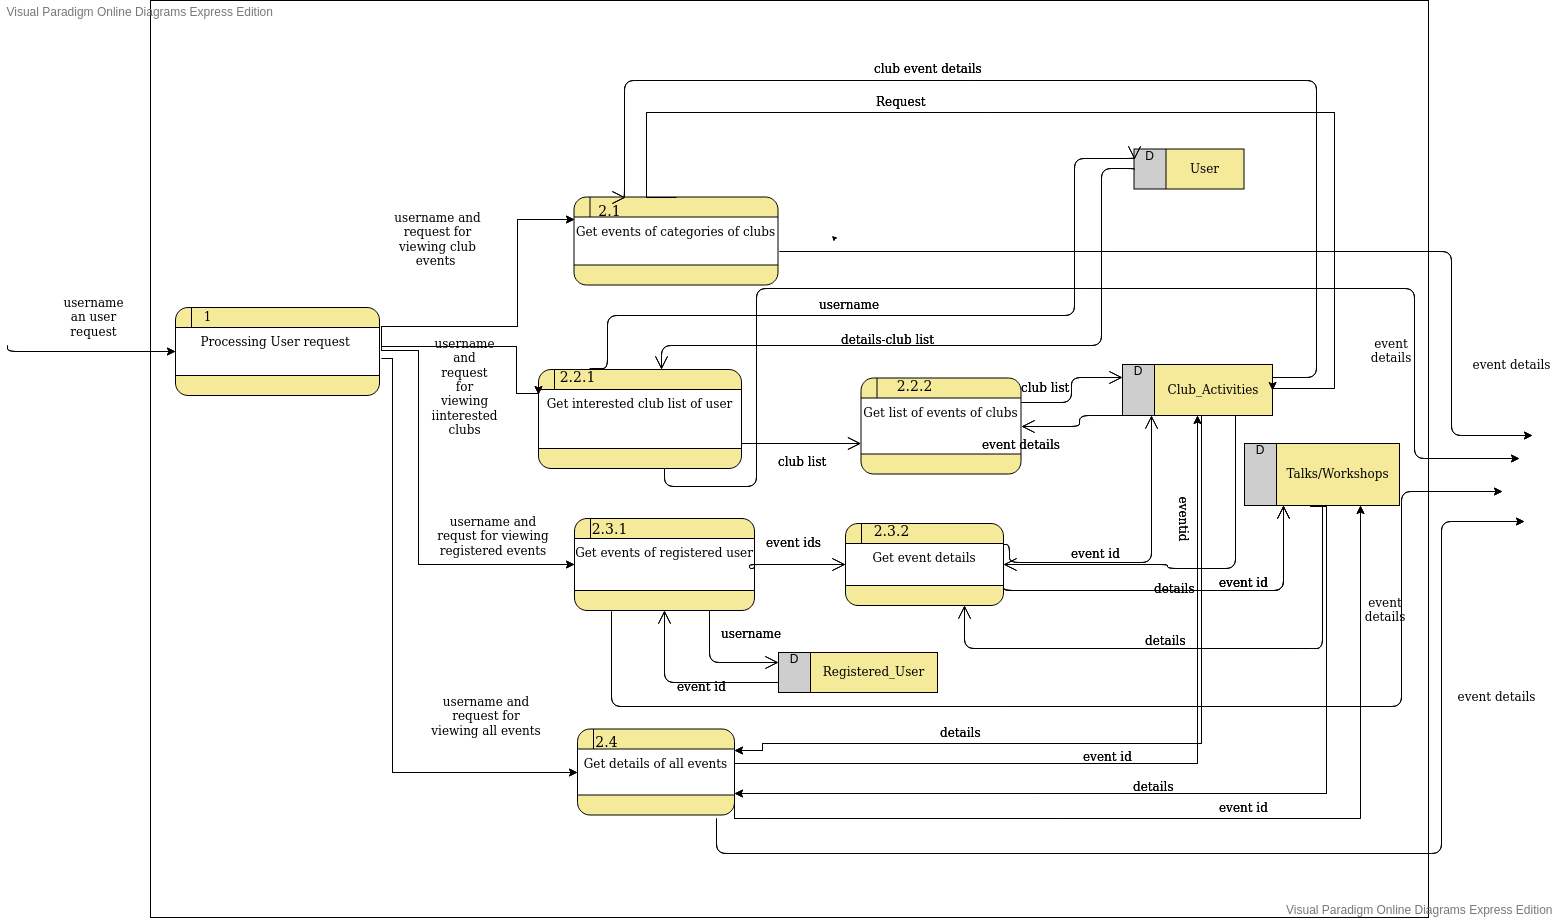 Visual Paradigm Online Diagrams Express Edition
club event details
Request
D
User
2.1
Get events of categories of clubs
username and
request for
viewing club
events
username
an user
request
1
Processing User request
username
details-club list
username
and
request
for
viewing
iinterested
clubs
2.2.1
Get interested club list of user
2.2.2
Get list of events of clubs
club list
event details
club list
D
Club_Activities
event
details
event details
D
Talks/Workshops
username and
requst for viewing
registered events
2.3.1
Get events of registered user
event ids
2.3.2
Get event details
eventid
event id
details
event id
event
details
details
username
event id
D
Registered_User
username and
request for
viewing all events
2.4
Get details of all events
details
event id
details
event id
event details
Visual Paradigm Online Diagrams Express Edition